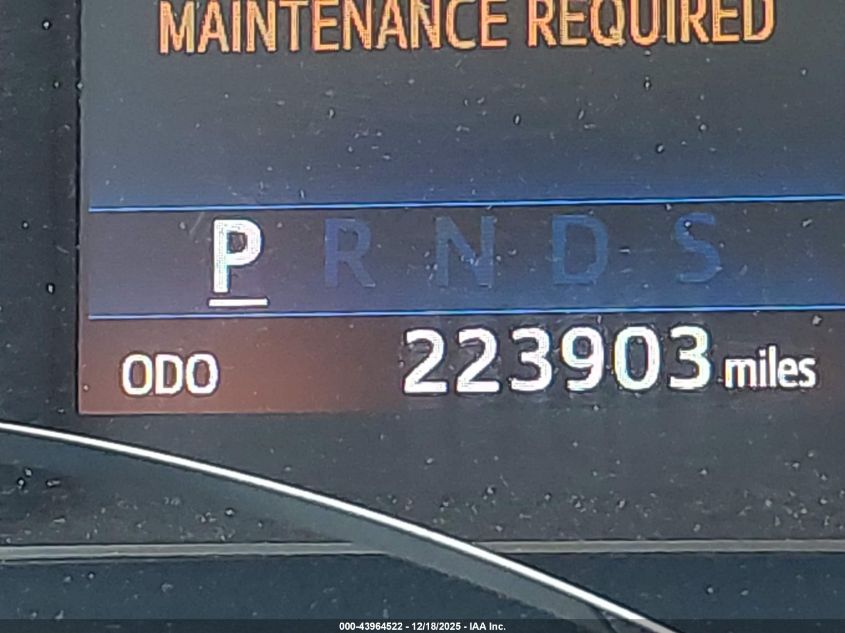 MAINTENANCE REQUIRED
P R N D S
ODO 223903 miles
000-43964522 - 12/18/2025 - IAA Inc.